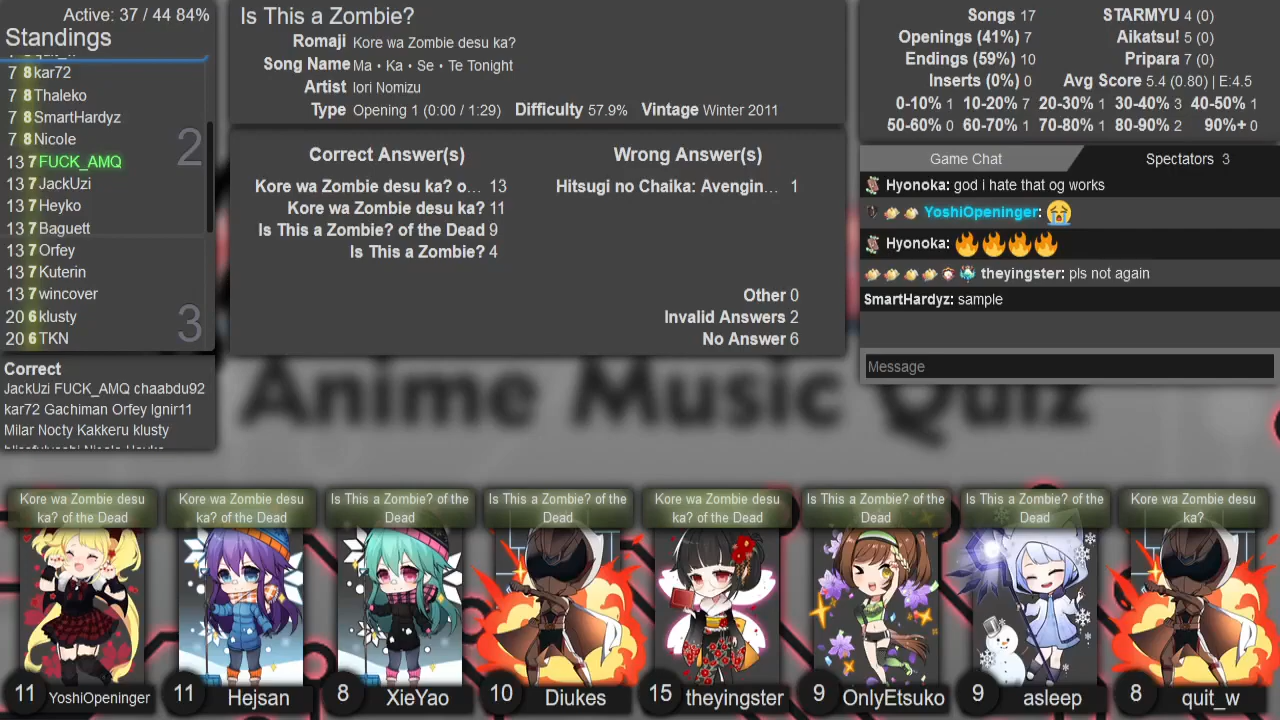 Active: 37 / 44 84%
Standings
7 8 kar72
7 8 Thaleko
7 8 SmartHardyz
7 8 Nicole
2
13 7 FUCK_AMQ
13 7 JackUzi
13 7 Heyko
13 7 Baguett
13 7 Orfey
13 7 Kuterin
13 7 wincover
20 6 klusty
3
20 6 TKN
Correct
JackUzi FUCK_AMQ chaabdu92
kar72 Gachiman Orfey Ignir11
Milar Nocty Kakkeru klusty
Is This a Zombie?
Romaji Kore wa Zombie desu ka?
Song Name Ma・Ka・Se・Te Tonight
Artist Iori Nomizu
Type Opening 1 (0:00 / 1:29) Difficulty 57.9% Vintage Winter 2011
Correct Answer(s)
Kore wa Zombie desu ka? o... 13
Kore wa Zombie desu ka? 11
Is This a Zombie? of the Dead 9
Is This a Zombie? 4
Wrong Answer(s)
Hitsugi no Chaika: Avengin... 1
Other 0
Invalid Answers 2
No Answer 6
Songs 17 STARMYU 4 (0)
Openings (41%) 7 Aikatsu! 5 (0)
Endings (59%) 10 Pripara 7 (0)
Inserts (0%) 0 Avg Score 5.4 (0.80) | E:4.5
0-10% 1 10-20% 7 20-30% 1 30-40% 3 40-50% 1
50-60% 0 60-70% 1 70-80% 1 80-90% 2 90%+ 0
Game Chat Spectators 3
Hyonoka: god i hate that og works
YoshiOpeninger: 😭
Hyonoka: 🔥🔥🔥🔥
theyingster: pls not again
SmartHardyz: sample
Message
Anime Music Quiz
Kore wa Zombie desu
ka? of the Dead
Kore wa Zombie desu
ka? of the Dead
Is This a Zombie? of the
Dead
Is This a Zombie? of the
Dead
Kore wa Zombie desu
ka? of the Dead
Is This a Zombie? of the
Dead
Is This a Zombie? of the
Dead
Kore wa Zombie desu
ka?
11 YoshiOpeninger
11 Hejsan
8 XieYao
10 Diukes
15 theyingster
9 OnlyEtsuko
9 asleep
8 quit_w